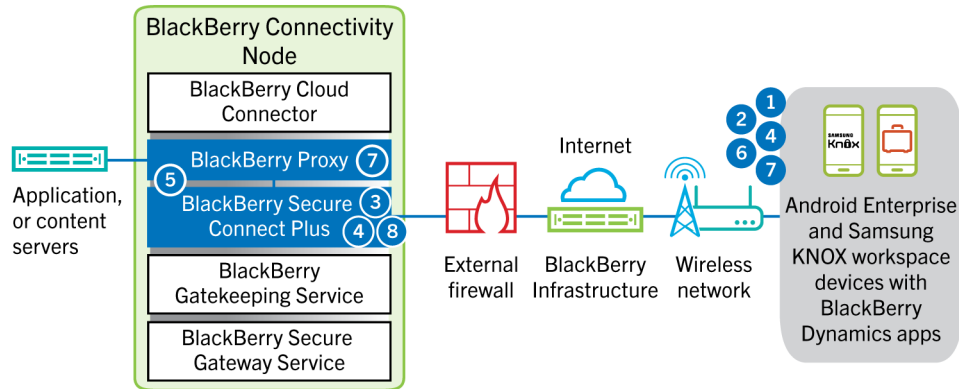 BlackBerry Connectivity
Node
BlackBerry Cloud
Connector
BlackBerry Proxy 7
5
BlackBerry Secure 3
Connect Plus 4 8
BlackBerry
Gatekeeping Service
BlackBerry Secure
Gateway Service
Application,
or content
servers
External
firewall
Internet
BlackBerry
Infrastructure
Wireless
network
1
2
4
6
7
SAMSUNG
Knox
Android Enterprise
and Samsung
KNOX workspace
devices with
BlackBerry
Dynamics apps